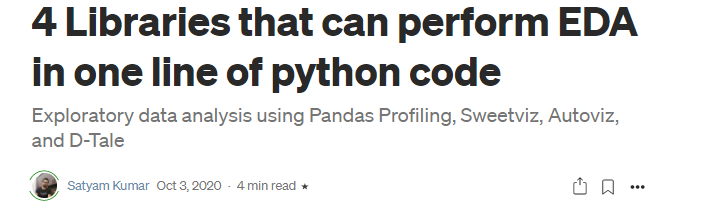 4 Libraries that can perform EDA
in one line of python code
Exploratory data analysis using Pandas Profiling, Sweetviz, Autoviz,
and D-Tale
Satyam Kumar Oct 3, 2020 · 4 min read ★